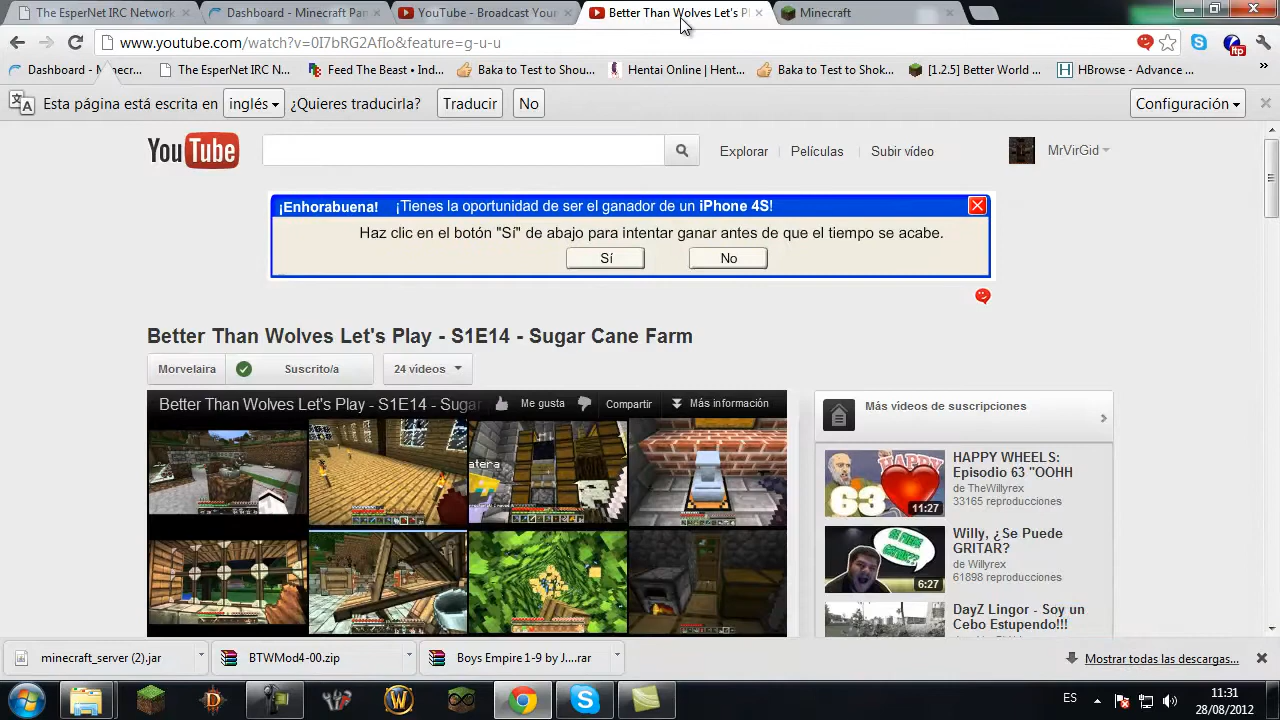 The EsperNet IRC Network
Dashboard - Minecraft Pan
YouTube - Broadcast Your
Better Than Wolves Let's P
Minecraft
www.youtube.com/watch?v=0I7bRG2AfIo&feature=g-u-u
ftp
Dashboard - Minecr...
The EsperNet IRC N...
Feed The Beast • Ind...
Baka to Test to Shou...
Hentai Online | Hent...
Baka to Test to Shok...
[1.2.5] Better World ...
HBrowse - Advance ...
Esta página está escrita en
inglés
¿Quieres traducirla?
Traducir
No
Configuración
YouTube
Explorar
Películas
Subir vídeo
MrVirGid
¡Enhorabuena! ¡Tienes la oportunidad de ser el ganador de un iPhone 4S!
Haz clic en el botón "Sí" de abajo para intentar ganar antes de que el tiempo se acabe.
Sí
No
Better Than Wolves Let's Play - S1E14 - Sugar Cane Farm
Morvelaira
Suscrito/a
24 vídeos
Better Than Wolves Let's Play - S1E14 - Sugar
Me gusta
Compartir
Más información
Más vídeos de suscripciones
HAPPY WHEELS:
Episodio 63 "OOHH
de TheWillyrex
33165 reproducciones
63
11:27
Willy, ¿Se Puede
GRITAR?
de Willyrex
61898 reproducciones
SE PUEDE
GRITAR?
6:27
DayZ Lingor - Soy un
Cebo Estupendo!!!
minecraft_server (2).jar
BTWMod4-00.zip
Boys Empire 1-9 by J....rar
Mostrar todas las descargas...
ES
11:31
28/08/2012